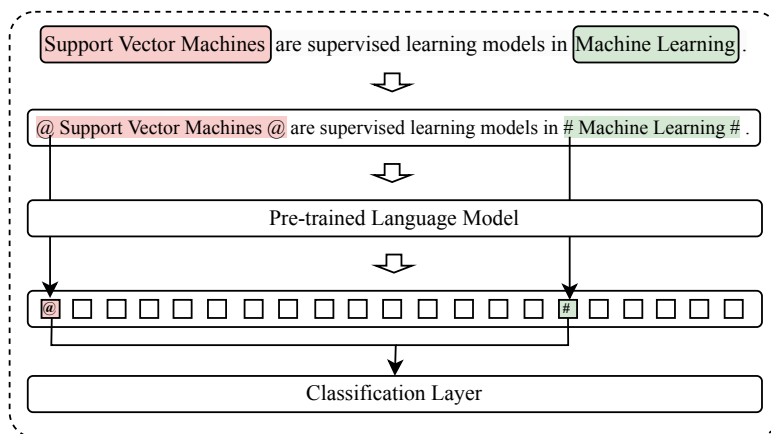 Support Vector Machines are supervised learning models in Machine Learning .
@ Support Vector Machines @ are supervised learning models in # Machine Learning # .
Pre-trained Language Model
@ #
Classification Layer